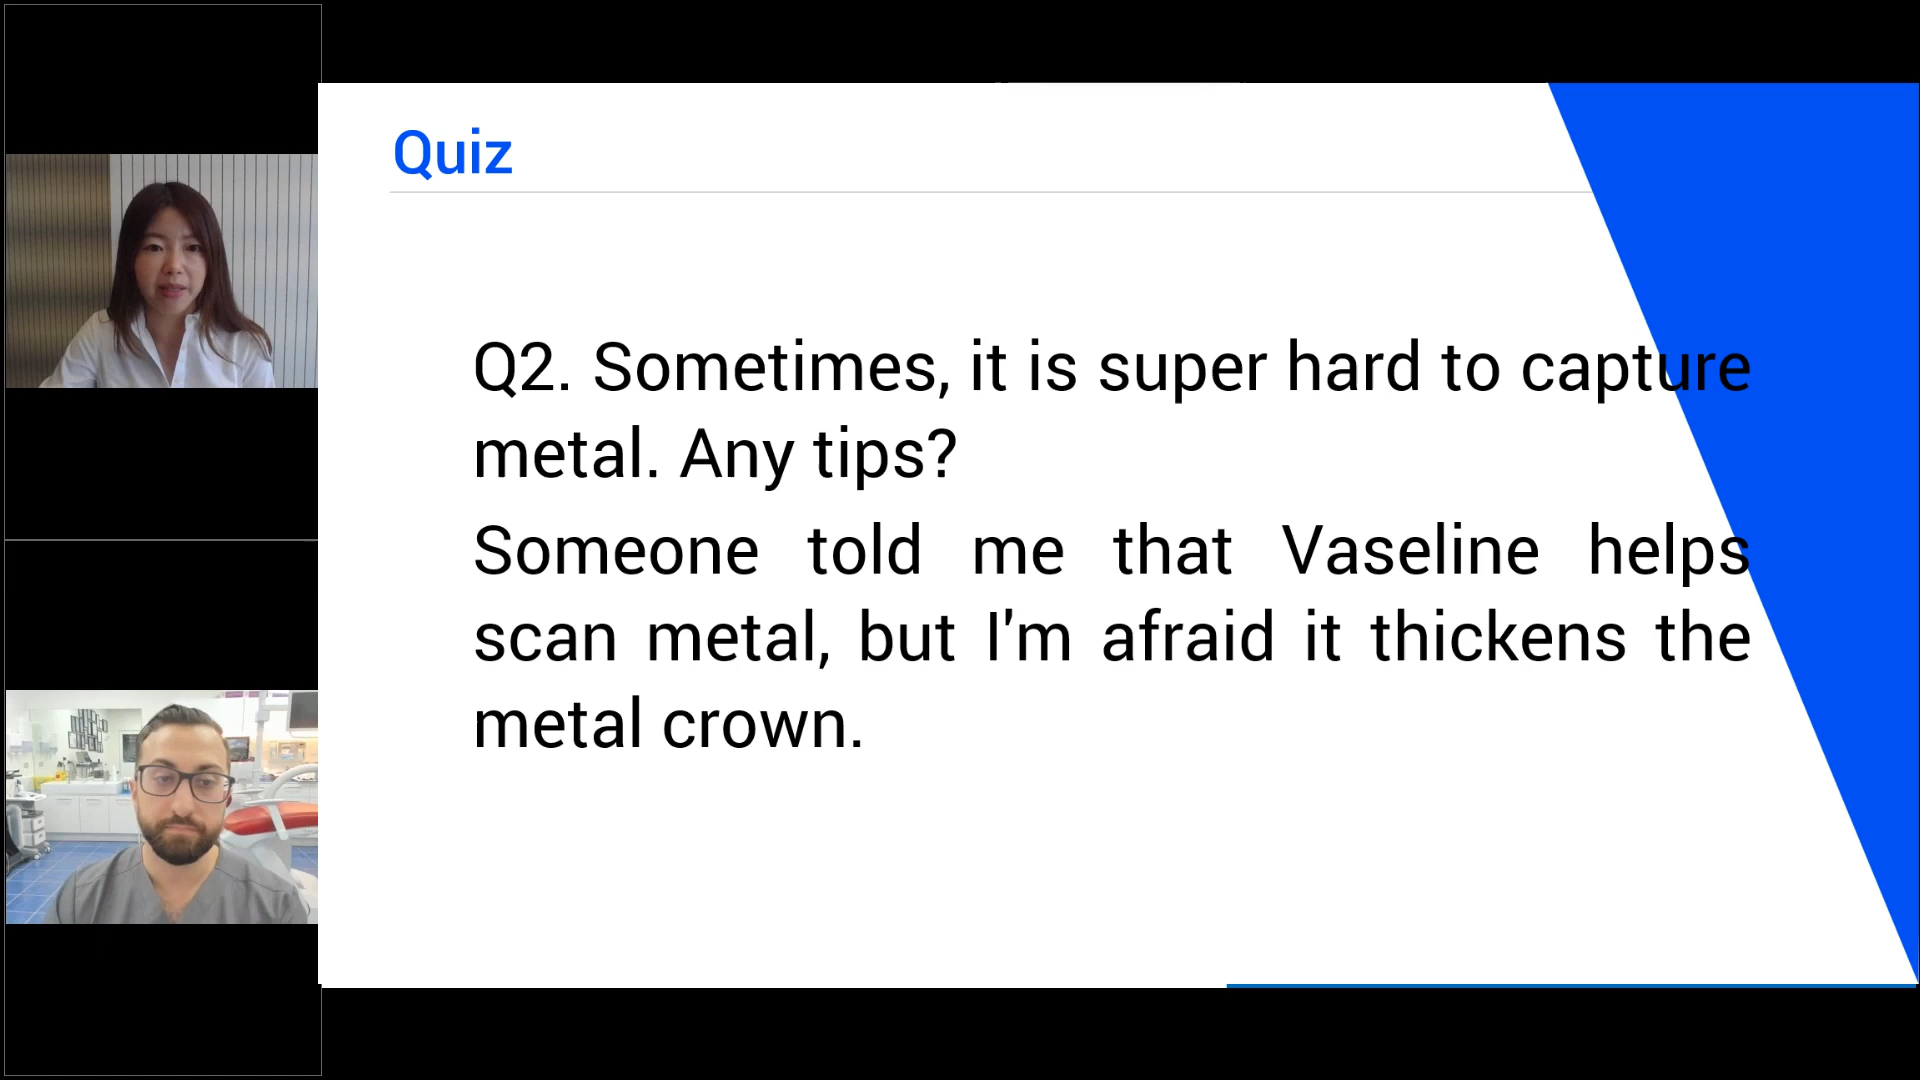 Quiz
Q2. Sometimes, it is super hard to capture
metal. Any tips?
Someone told me that Vaseline helps
scan metal, but I'm afraid it thickens the
metal crown.